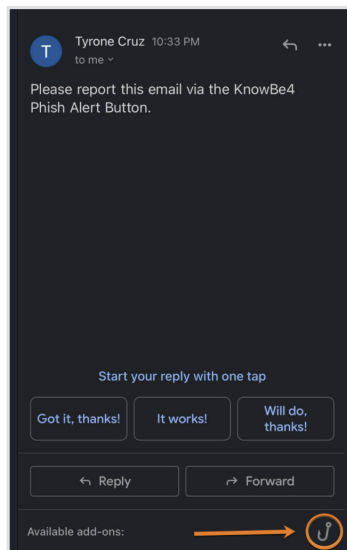 T
Tyrone Cruz 10:33 PM
to me
Please report this email via the KnowBe4
Phish Alert Button.
Start your reply with one tap
Got it, thanks!
It works!
Will do,
thanks!
Reply
Forward
Available add-ons: